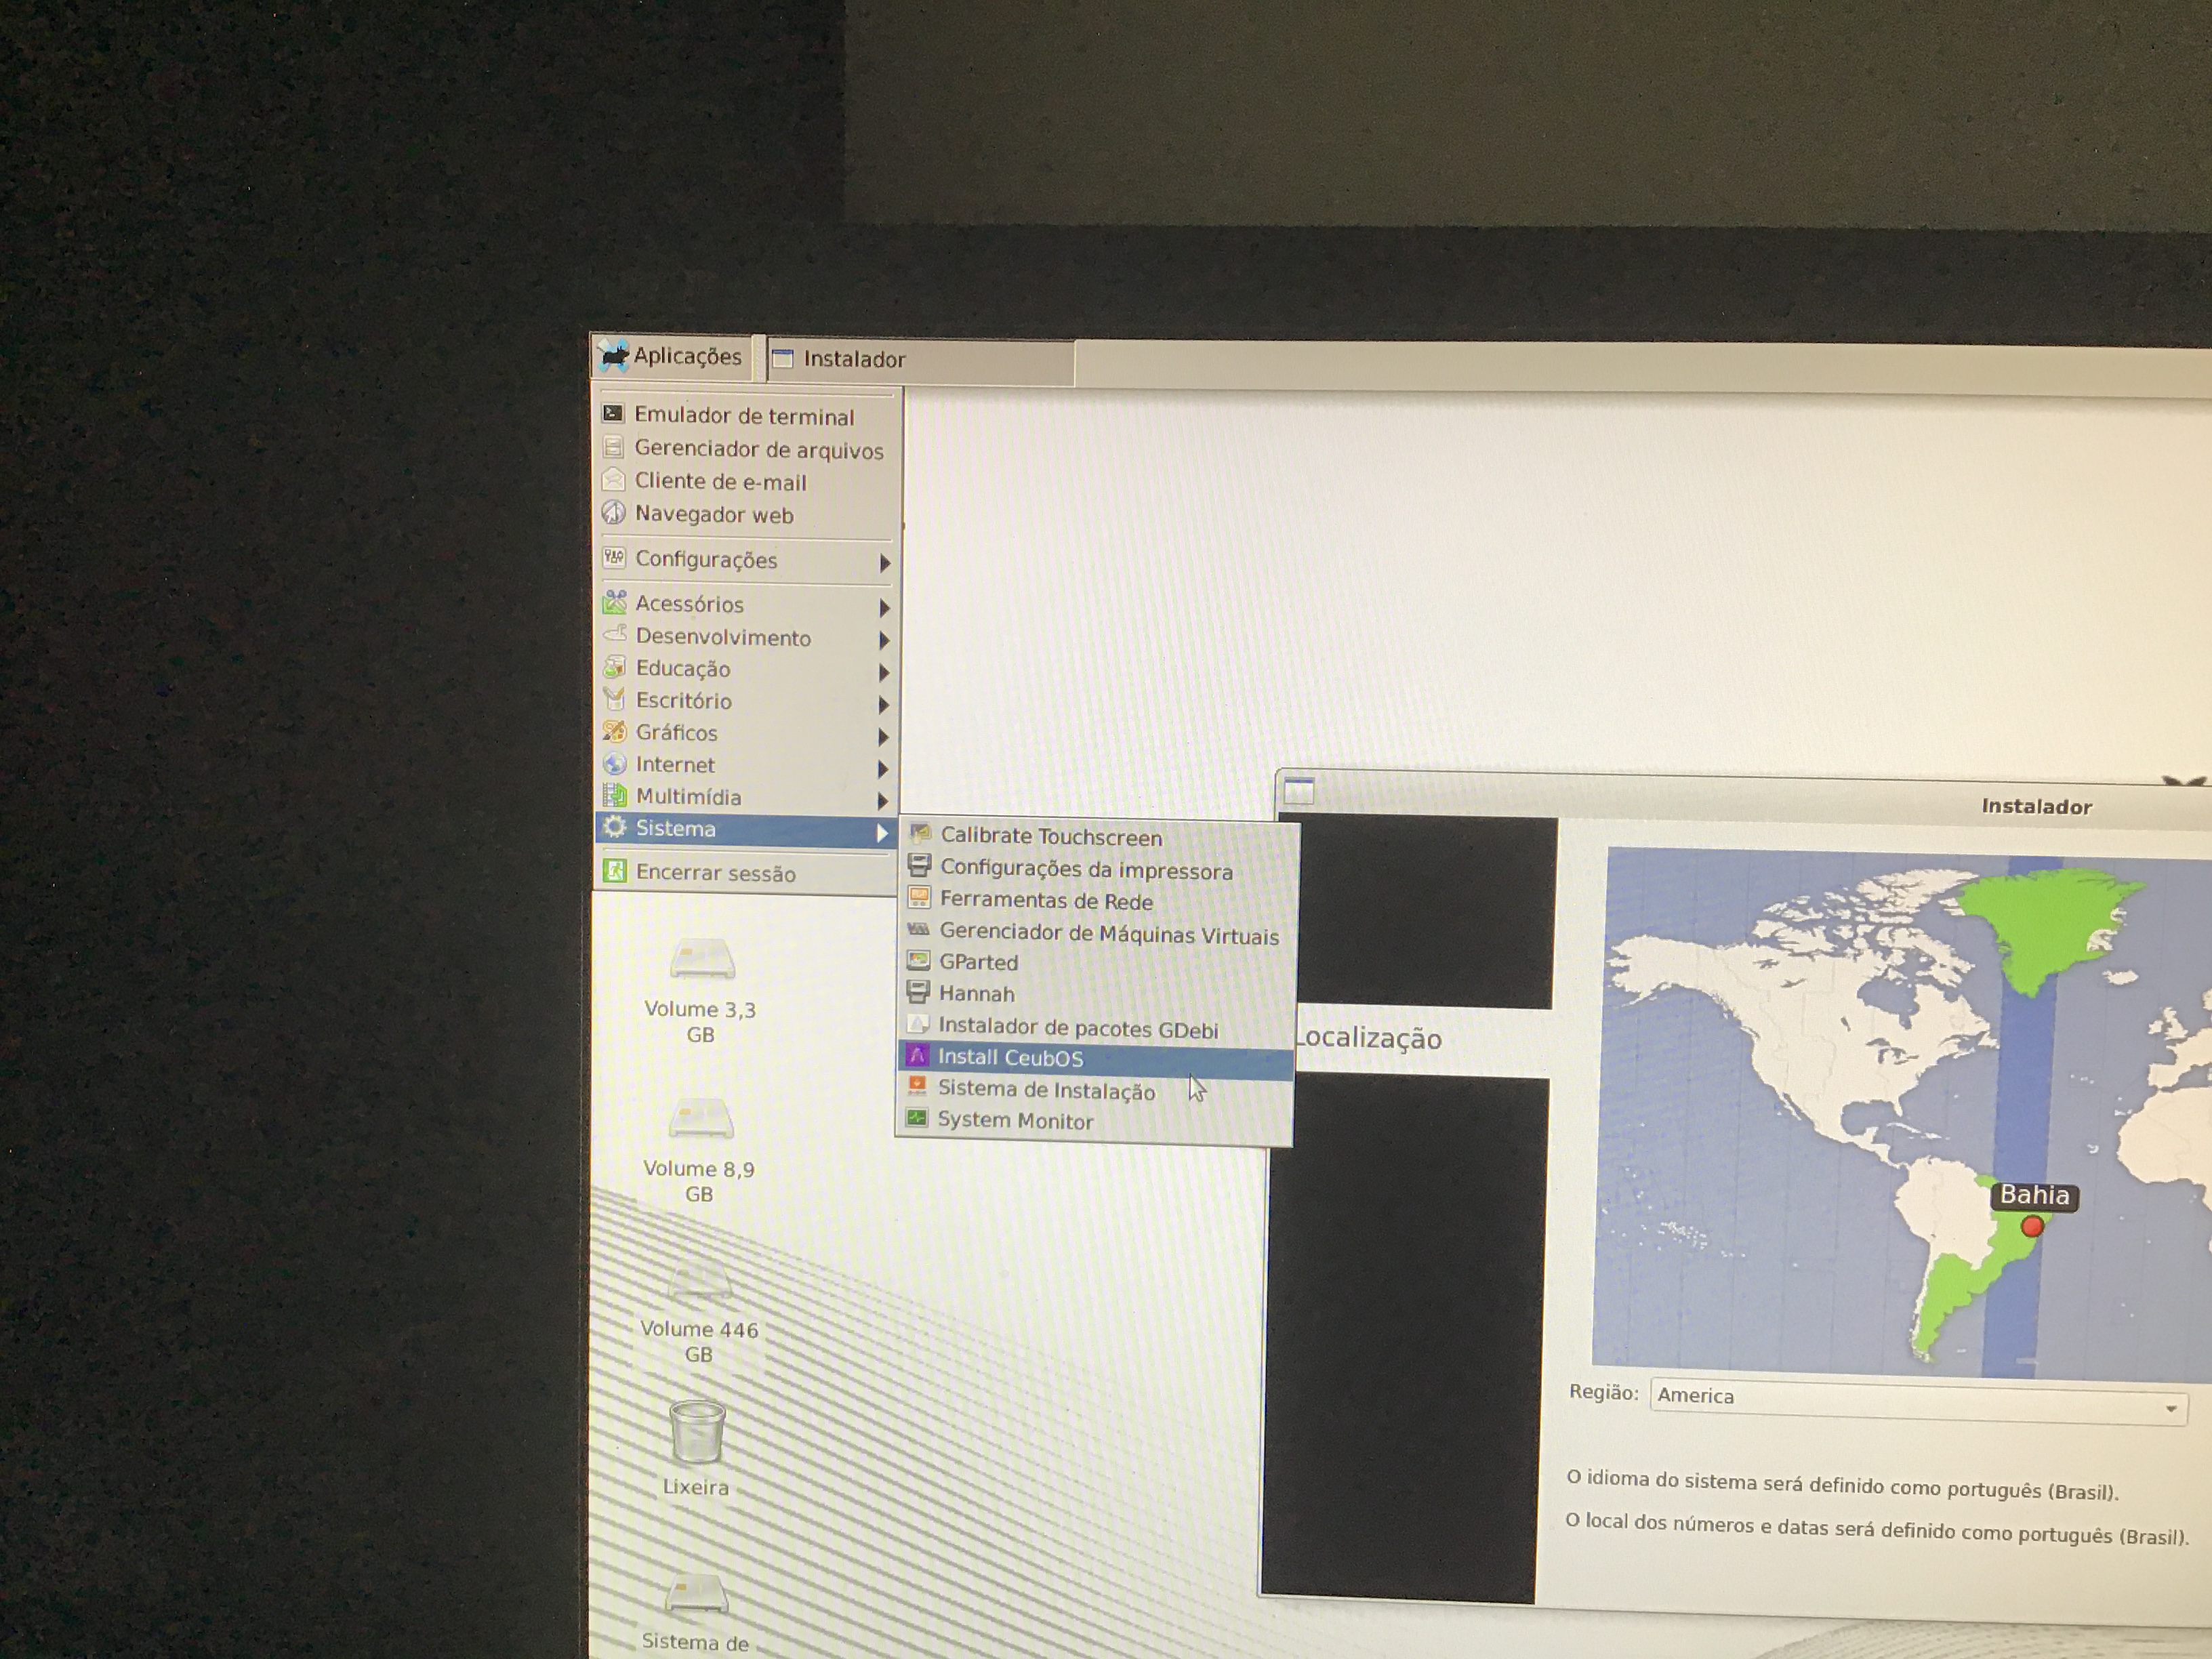 Aplicações
Instalador
Emulador de terminal
Gerenciador de arquivos
Cliente de e-mail
Navegador web
Configurações
Acessórios
Desenvolvimento
Educação
Escritório
Gráficos
Internet
Multimídia
Sistema
Encerrar sessão
Calibrate Touchscreen
Configurações da impressora
Ferramentas de Rede
Gerenciador de Máquinas Virtuais
GParted
Hannah
Instalador de pacotes GDebi
Install CeubOS
Sistema de Instalação
System Monitor
Volume 3,3
GB
Volume 8,9
GB
Volume 446
GB
Lixeira
Sistema de
Instalador
Localização
Bahia
Região:
America
O idioma do sistema será definido como português (Brasil).
O local dos números e datas será definido como português (Brasil).